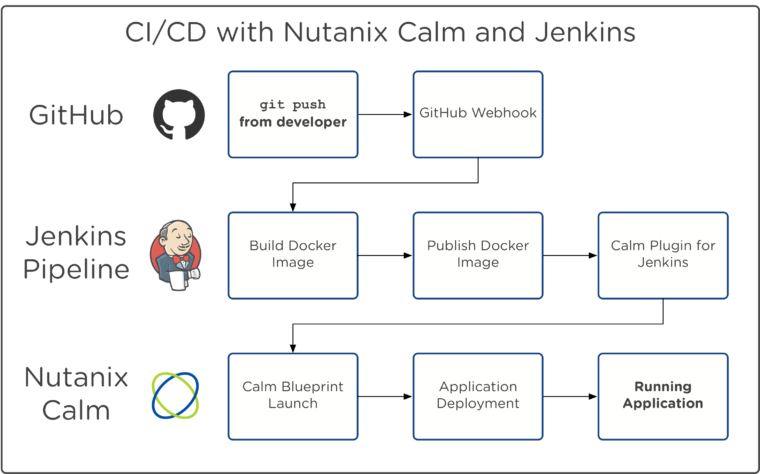 CI/CD with Nutanix Calm and Jenkins
GitHub
git push
from developer
GitHub Webhook
Jenkins
Pipeline
Build Docker
Image
Publish Docker
Image
Calm Plugin for
Jenkins
Nutanix
Calm
Calm Blueprint
Launch
Application
Deployment
Running
Application